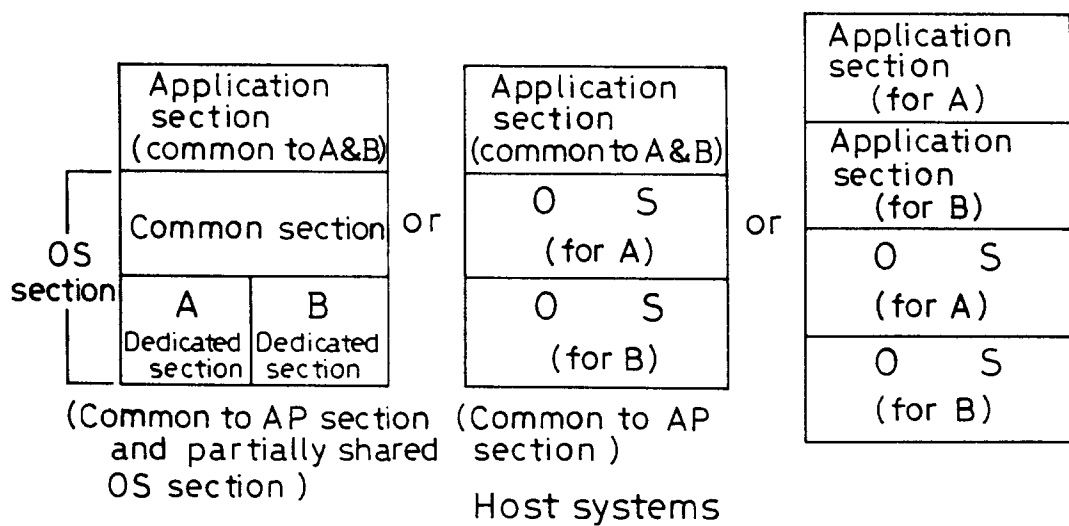 Application
section
(common to A&B)
OS
section
Common section
A
Dedicated
section
B
Dedicated
section
(Common to AP section
and partially shared
OS section)
or
Application
section
(common to A&B)
O S
(for A)
O S
(for B)
(Common to AP
section)
or
Application
section
(for A)
Application
section
(for B)
O S
(for A)
O S
(for B)
Host systems